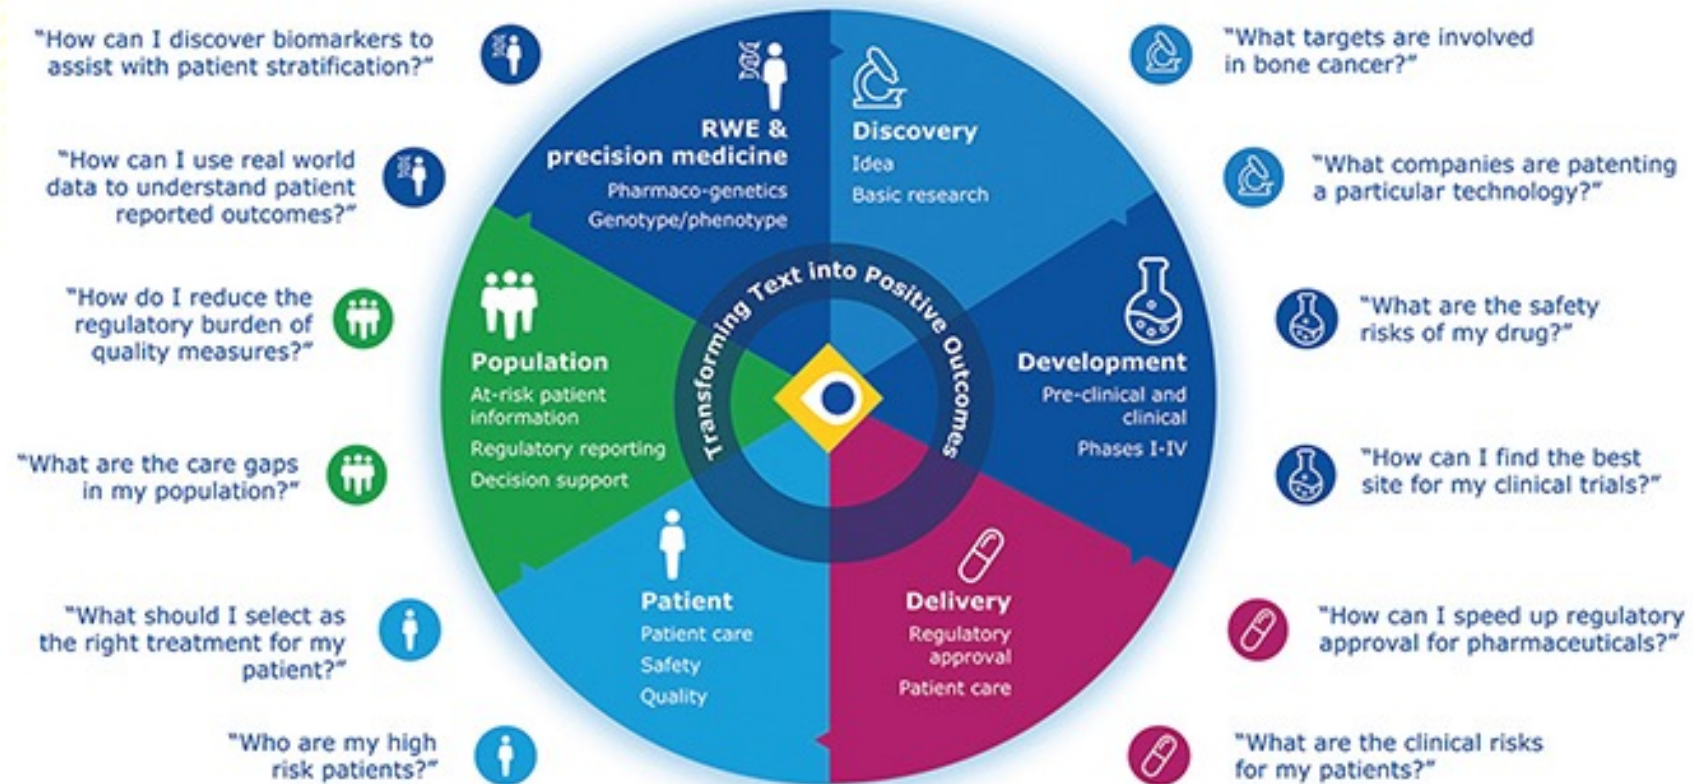 “How can I discover biomarkers to
assist with patient stratification?”
“How can I use real world
data to understand patient
reported outcomes?”
“How do I reduce the
regulatory burden of
quality measures?”
“What are the care gaps
in my population?”
“What should I select as
the right treatment for my
patient?”
“Who are my high
risk patients?”
RWE &
precision medicine
Pharmaco-genetics
Genotype/phenotype
Discovery
Idea
Basic research
Population
At-risk patient
information
Regulatory reporting
Decision support
Transforming Text into Positive Outcomes
Development
Pre-clinical and
clinical
Phases I-IV
Patient
Patient care
Safety
Quality
Delivery
Regulatory
approval
Patient care
“What targets are involved
in bone cancer?”
“What companies are patenting
a particular technology?”
“What are the safety
risks of my drug?”
“How can I find the best
site for my clinical trials?”
“How can I speed up regulatory
approval for pharmaceuticals?”
“What are the clinical risks
for my patients?”